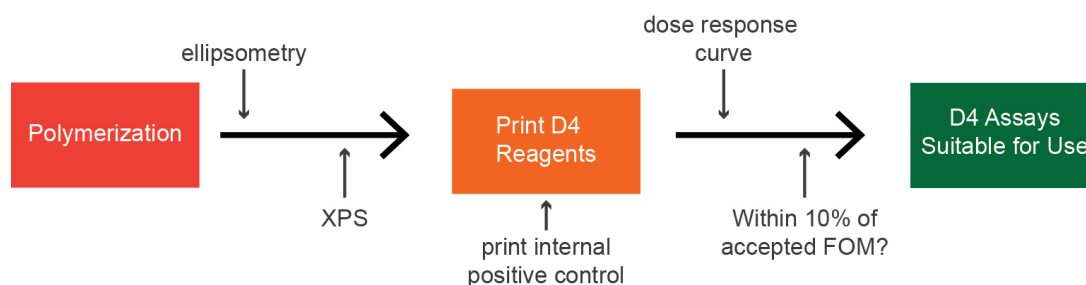 ellipsometry
Polymerization
XPS
Print D4
Reagents
print internal
positive control
dose response
curve
Within 10% of
accepted FOM?
D4 Assays
Suitable for Use